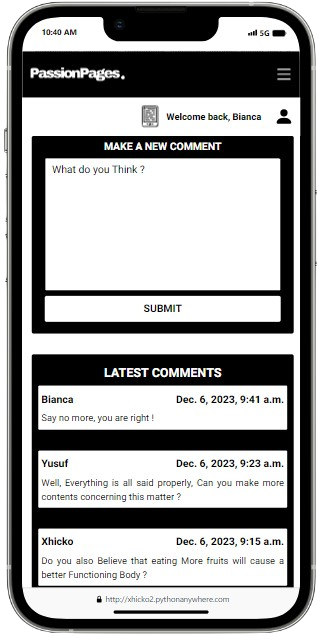 10:40 AM
5G
PassionPages.
Welcome back, Bianca
MAKE A NEW COMMENT
What do you Think ?
SUBMIT
LATEST COMMENTS
Bianca Dec. 6, 2023, 9:41 a.m.
Say no more, you are right !
Yusuf Dec. 6, 2023, 9:23 a.m.
Well, Everything is all said properly, Can you make more
contents concerning this matter ?
Xhicko Dec. 6, 2023, 9:15 a.m.
Do you also Believe that eating More fruits will cause a
better Functioning Body ?
http://xhicko2.pythonanywhere.com